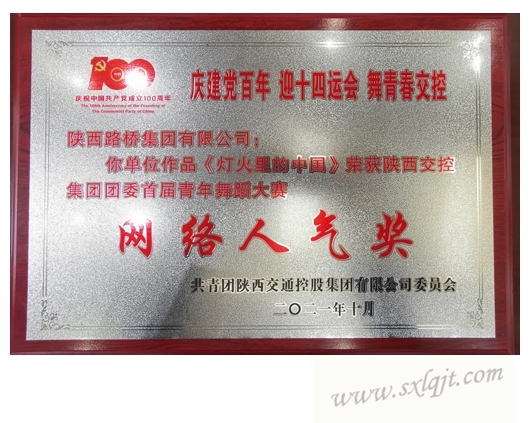 100
庆祝中国共产党成立100周年
The 100th Anniversary of the Founding of
The Communist Party of China
庆建党百年 迎十四运会 舞青春交控
陕西路桥集团有限公司：
你单位作品《灯火里的中国》荣获陕西交控
集团团委首届青年舞蹈大赛
网络人气奖
共青团陕西交通控股集团有限公司委员会
二〇二一年十月
www.sxlqjt.com